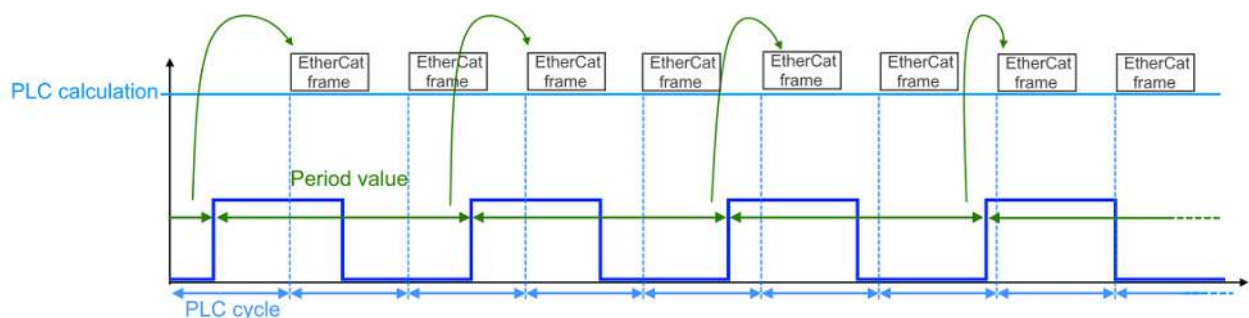 EtherCat
frame
EtherCat
frame
EtherCat
frame
EtherCat
frame
EtherCat
frame
EtherCat
frame
EtherCat
frame
EtherCat
frame
PLC calculation
Period value
PLC cycle